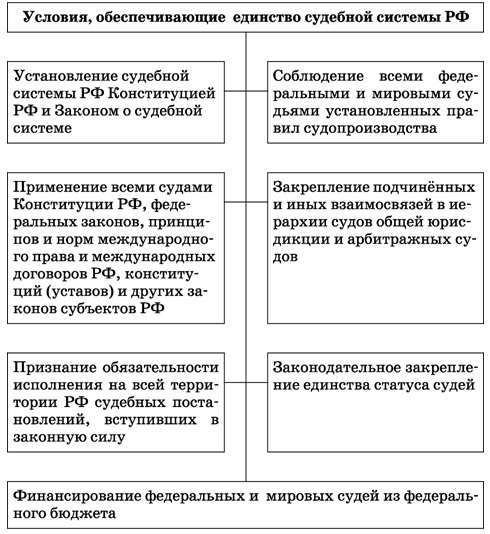 Условия, обеспечивающие единство судебной системы РФ
Установление судебной
системы РФ Конституцией
РФ и Законом о судебной
системе
Соблюдение всеми феде-
ральными и мировыми су-
дьями установленных пра-
вил судопроизводства
Применение всеми судами
Конституции РФ, феде-
ральных законов, принци-
пов и норм международно-
го права и международных
договоров РФ, конститу-
ций (уставов) и других за-
конов субъектов РФ
Закрепление подчинённых
и иных взаимосвязей в ие-
рархии судов общей юрис-
дикции и арбитражных су-
дов
Признание обязательности
исполнения на всей терри-
тории РФ судебных поста-
новлений, вступивших в
законную силу
Законодательное закрепле-
ние единства статуса судей
Финансирование федеральных и мировых судей из федераль-
ного бюджета